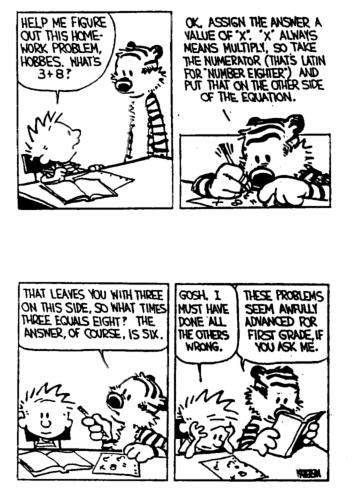 HELP ME FIGURE
OUT THIS HOME-
WORK PROBLEM,
HOBBES. WHAT'S
3+8?
OK, ASSIGN THE ANSWER A
VALUE OF "X". "X" ALWAYS
MEANS MULTIPLY, SO TAKE
THE NUMERATOR (THAT'S LATIN
FOR "NUMBER EIGHTER") AND
PUT THAT ON THE OTHER SIDE
OF THE EQUATION.
THAT LEAVES YOU WITH THREE
ON THIS SIDE, SO WHAT TIMES
THREE EQUALS EIGHT? THE
ANSWER, OF COURSE, IS SIX.
GOSH, I
MUST HAVE
DONE ALL
THE OTHERS
WRONG.
THESE PROBLEMS
SEEM AWFULLY
ADVANCED FOR
FIRST GRADE, IF
YOU ASK ME.